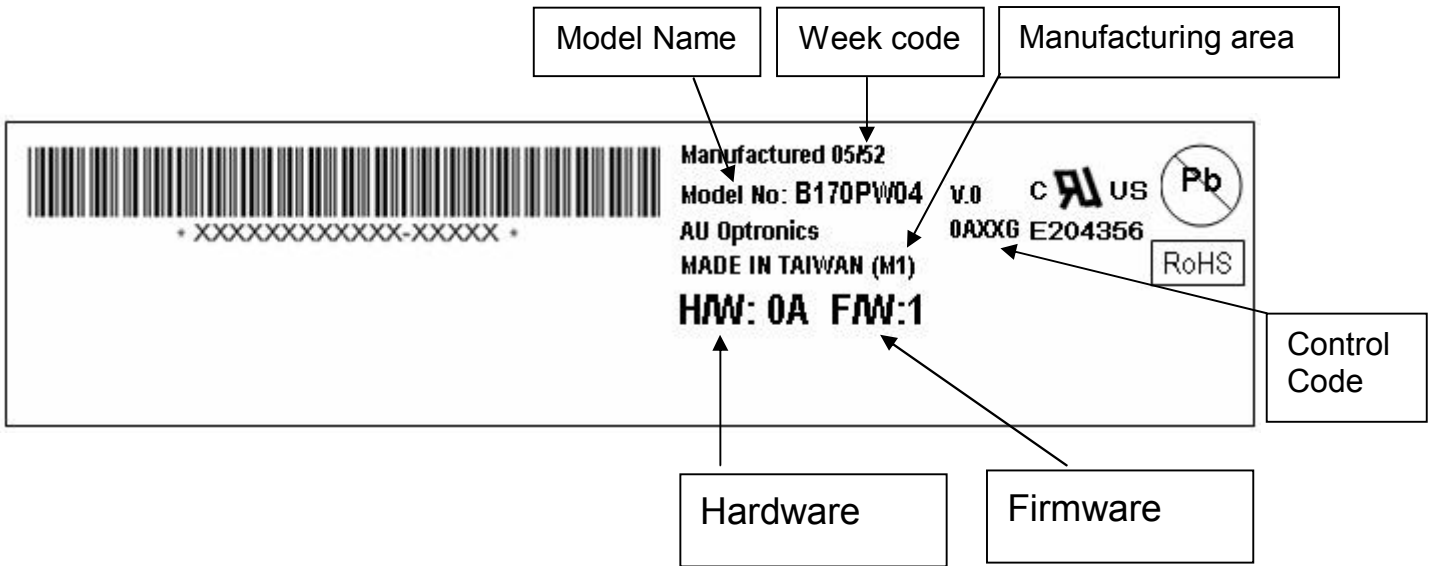 Model Name
Week code
Manufacturing area
Manufactured 05/52
Model No: B170PW04 V.0
C US
Pb
AU Optronics 0AXXG E204356
MADE IN TAIWAN (M1)
RoHS
* XXXXXXXXXXXX-XXXXX *
H/W: 0A F/W:1
Control
Code
Hardware
Firmware